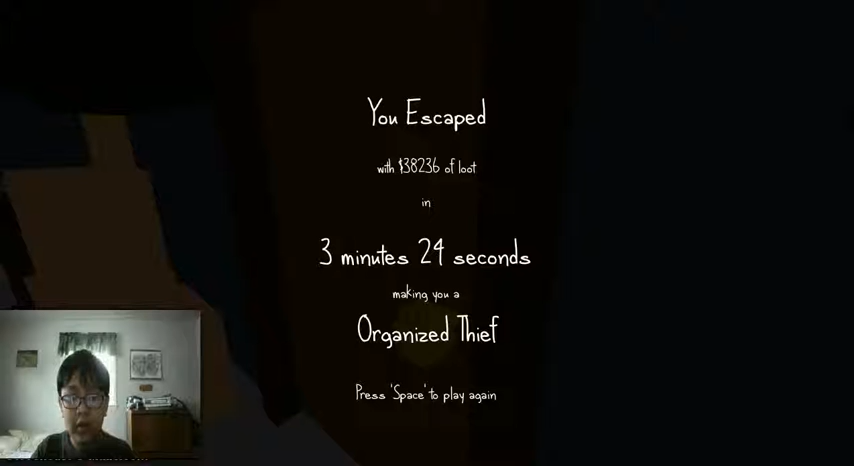 You Escaped
with $38236 of loot
in
3 minutes 24 seconds
making you a
Organized Thief
Press 'Space' to play again